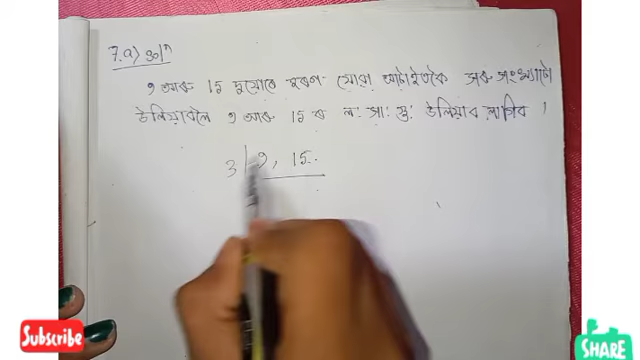 7.a) solⁿ
9 আৰু 15 দুয়োৰে হৰণ যোৱা আটাইতকৈ সৰু সংখ্যাটো
উলিয়াবলৈ 9 আৰু 15 ৰ ল: সা: গু: উলিয়াব লাগিব ।
3 | 9, 15
Subscribe
SHARE